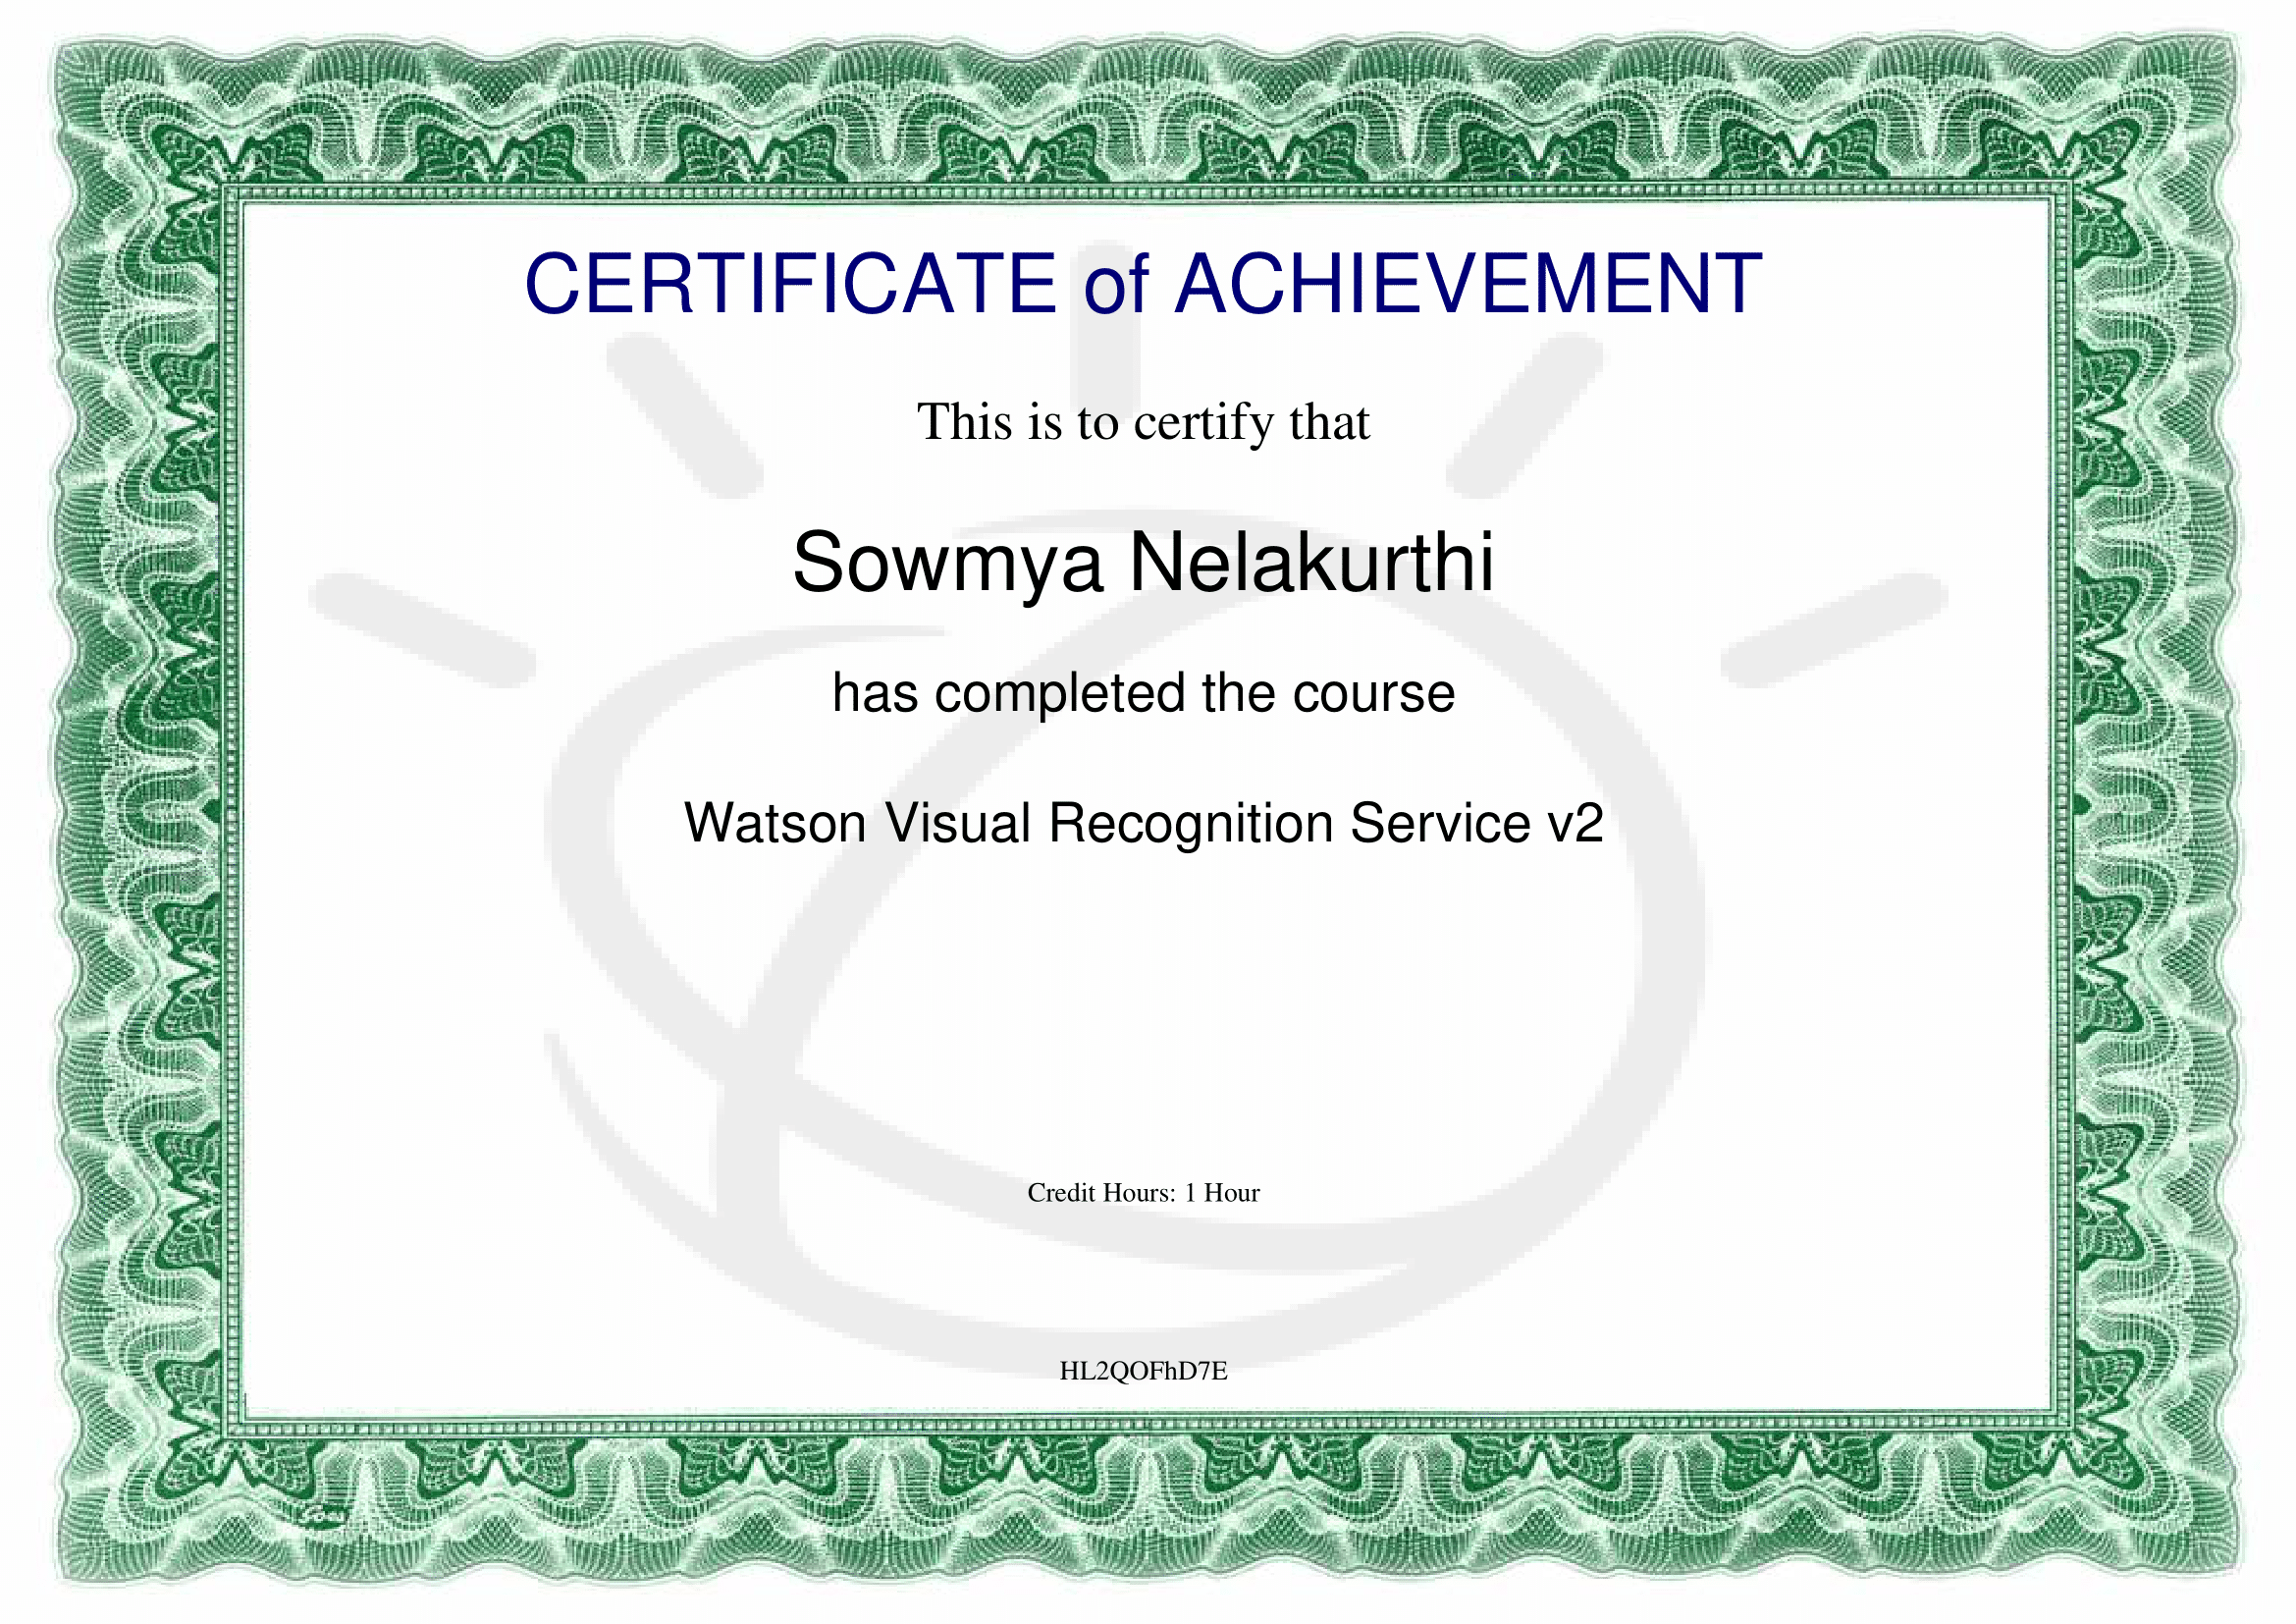 CERTIFICATE of ACHIEVEMENT
This is to certify that
Sowmya Nelakurthi
has completed the course
Watson Visual Recognition Service v2
Credit Hours: 1 Hour
HL2QOFhD7E
Goes